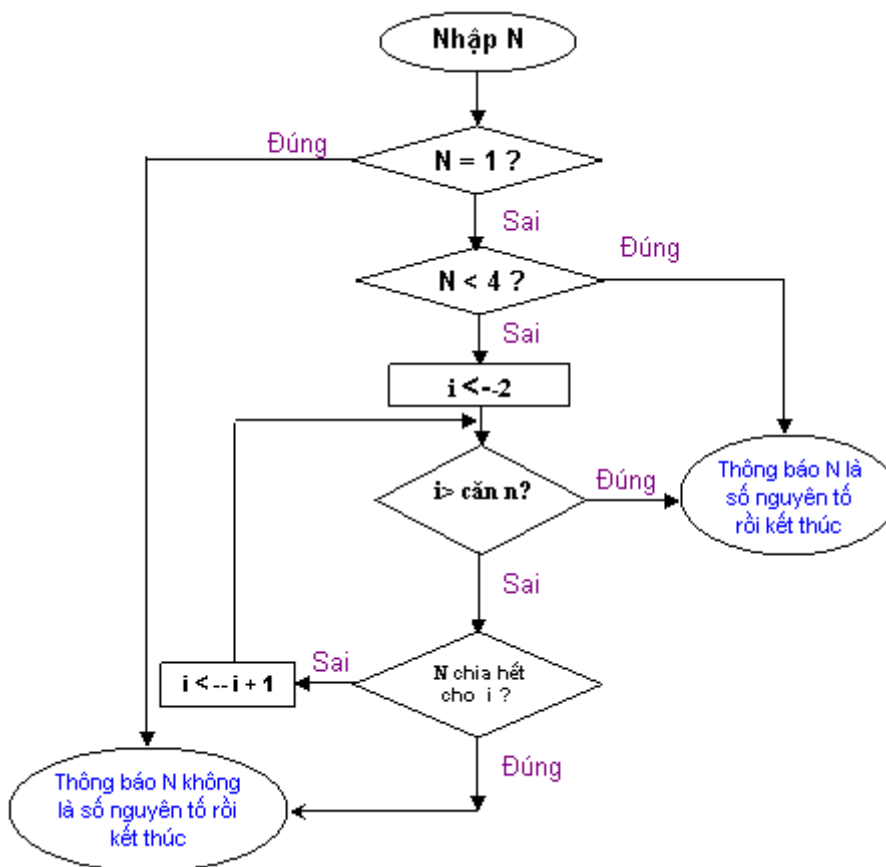 Nhập N
Đúng
N = 1 ?
Sai
Đúng
N < 4 ?
Sai
i <--2
i> căn n?
Đúng
Thông báo N là
số nguyên tố
rồi kết thúc
Sai
Sai
i <-- i + 1
N chia hết
cho i ?
Đúng
Thông báo N không
là số nguyên tố rồi
kết thúc